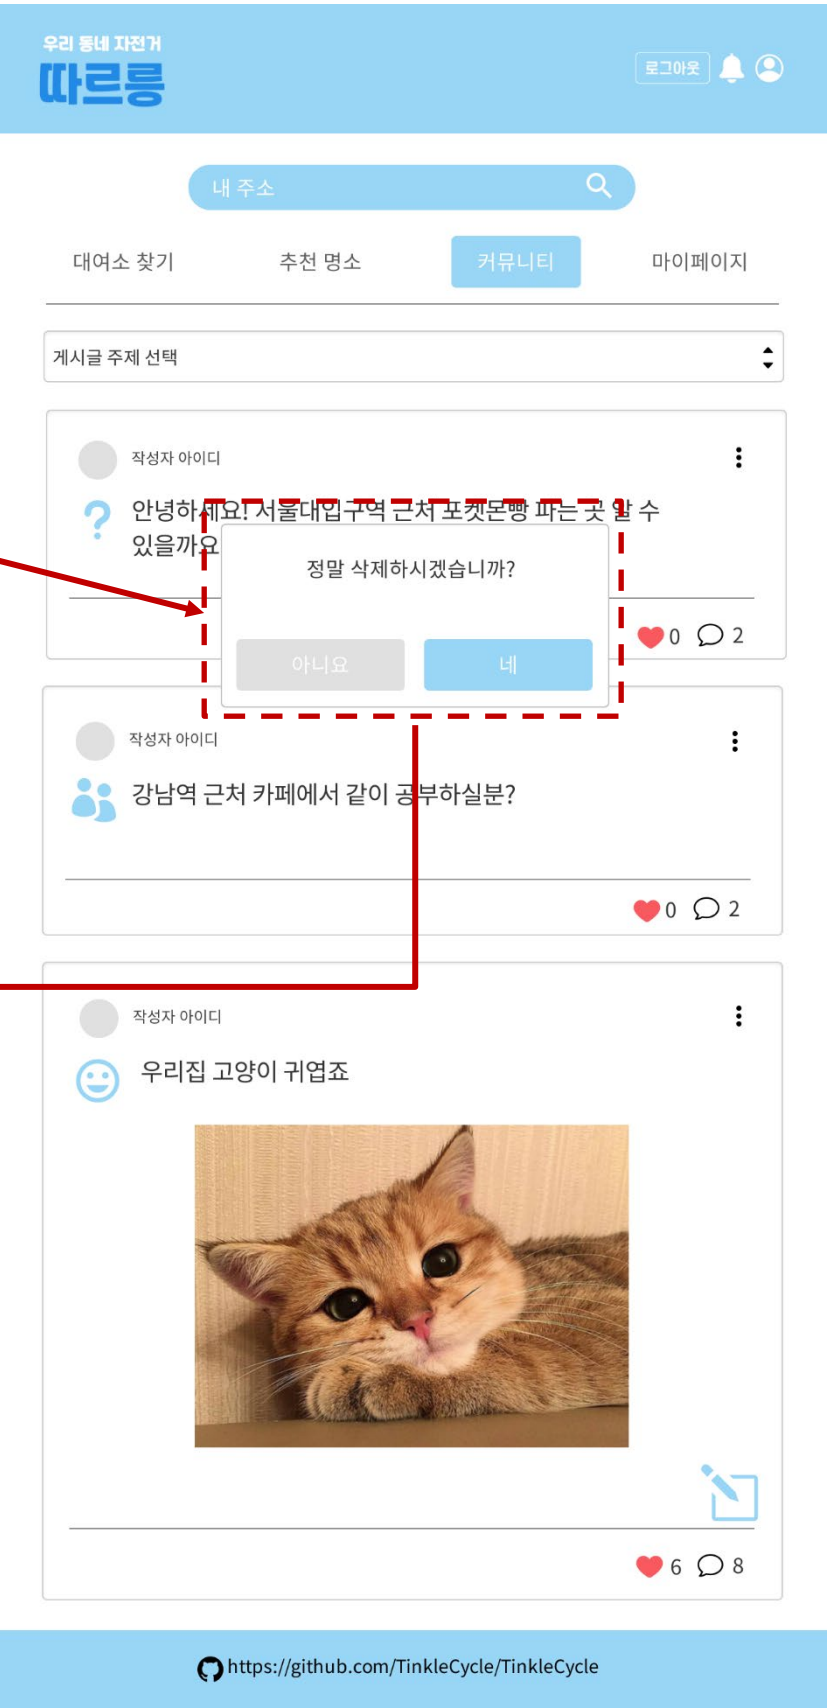 우리 동네 자전거
따르릉
로그아웃
내 주소
대여소 찾기
추천 명소
커뮤니티
마이페이지
게시글 주제 선택
작성자 아이디
안녕하세요! 서울대입구역 근처 포켓몬빵 파는 곳 알 수
있을까요
정말 삭제하시겠습니까?
아니요
네
0
2
작성자 아이디
강남역 근처 카페에서 같이 공부하실분?
0
2
작성자 아이디
우리집 고양이 귀엽죠
6
8
https://github.com/TinkleCycle/TinkleCycle